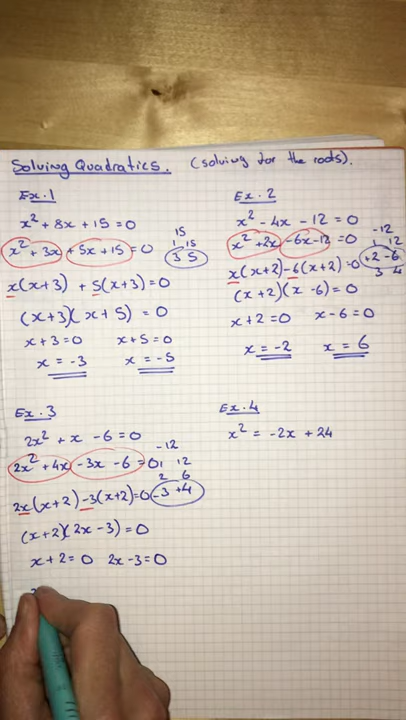 Solving Quadratics. (solving for the roots).
Ex.1
x² + 8x + 15 = 0
15
x² + 3x + 5x + 15 = 0
1 15
3 5
x(x+3) + 5(x+3) = 0
(x+3)(x+5) = 0
x+3=0 x+5=0
x = -3 x = -5
Ex.2
x² - 4x - 12 = 0
-12
x² + 2x - 6x - 12 = 0
1 12
+2 -6
3 4
x(x+2) - 6(x+2) = 0
(x+2)(x-6) = 0
x+2=0 x-6=0
x = -2 x = 6
Ex.3
2x² + x - 6 = 0
-12
2x² + 4x - 3x - 6 = 0
1 12
2 6
-3 +4
2x(x+2) - 3(x+2) = 0
(x+2)(2x-3) = 0
x+2=0 2x-3=0
Ex.4
x² = -2x + 24